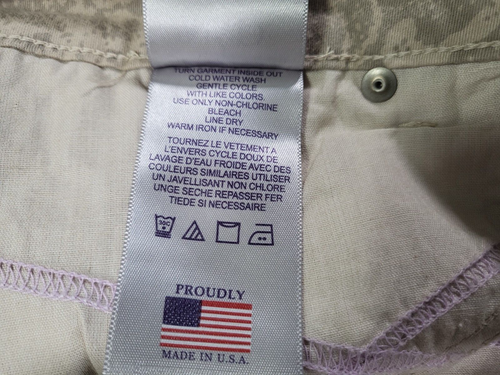 TURN GARMENT INSIDE OUT
COLD WATER WASH
GENTLE CYCLE
WITH LIKE COLORS.
USE ONLY NON-CHLORINE
BLEACH
LINE DRY
WARM IRON IF NECESSARY
TOURNEZ LE VETEMENT A
L'ENVERS CYCLE DOUX DE
LAVAGE D'EAU FROIDE AVEC DES
COULEURS SIMILAIRES UTILISER
UN JAVELLISANT NON CHLORE
UNGE SECHE REPASSER FER
TIEDE SI NECESSAIRE
30C
PROUDLY
MADE IN U.S.A.